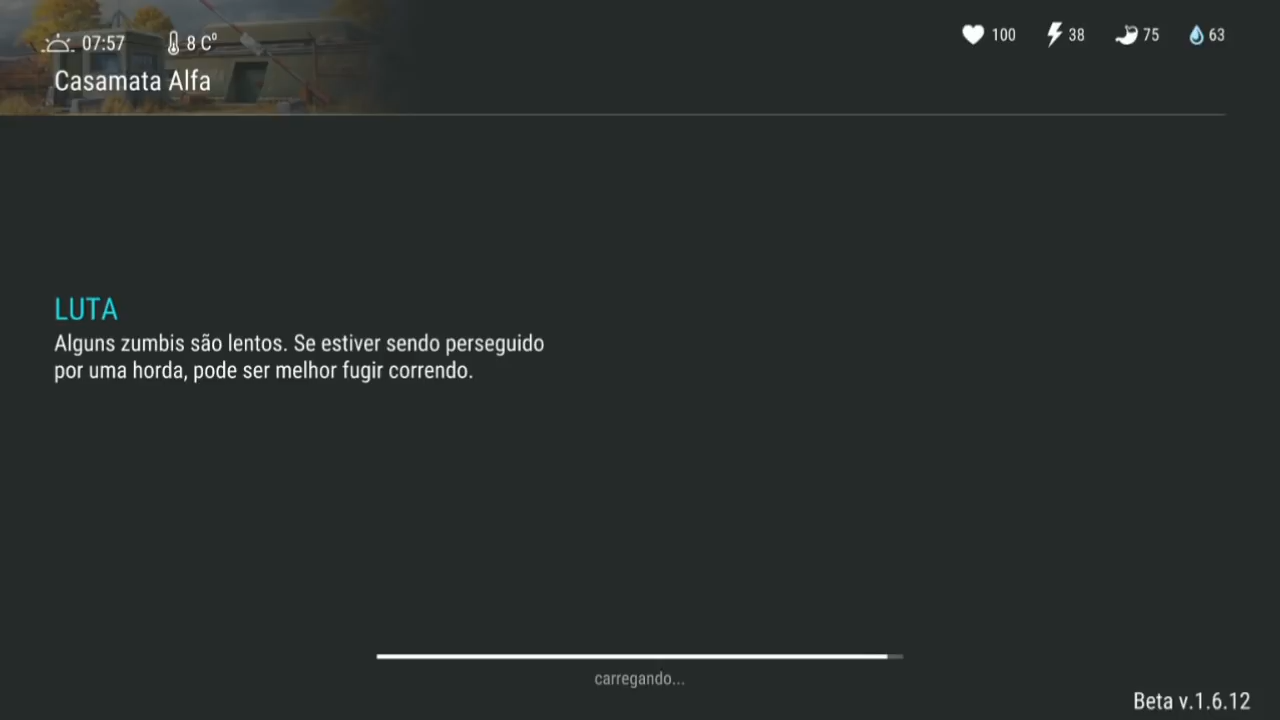 07:57 8 Cº
100 38 75 63
Casamata Alfa
LUTA
Alguns zumbis são lentos. Se estiver sendo perseguido
por uma horda, pode ser melhor fugir correndo.
carregando...
Beta v.1.6.12